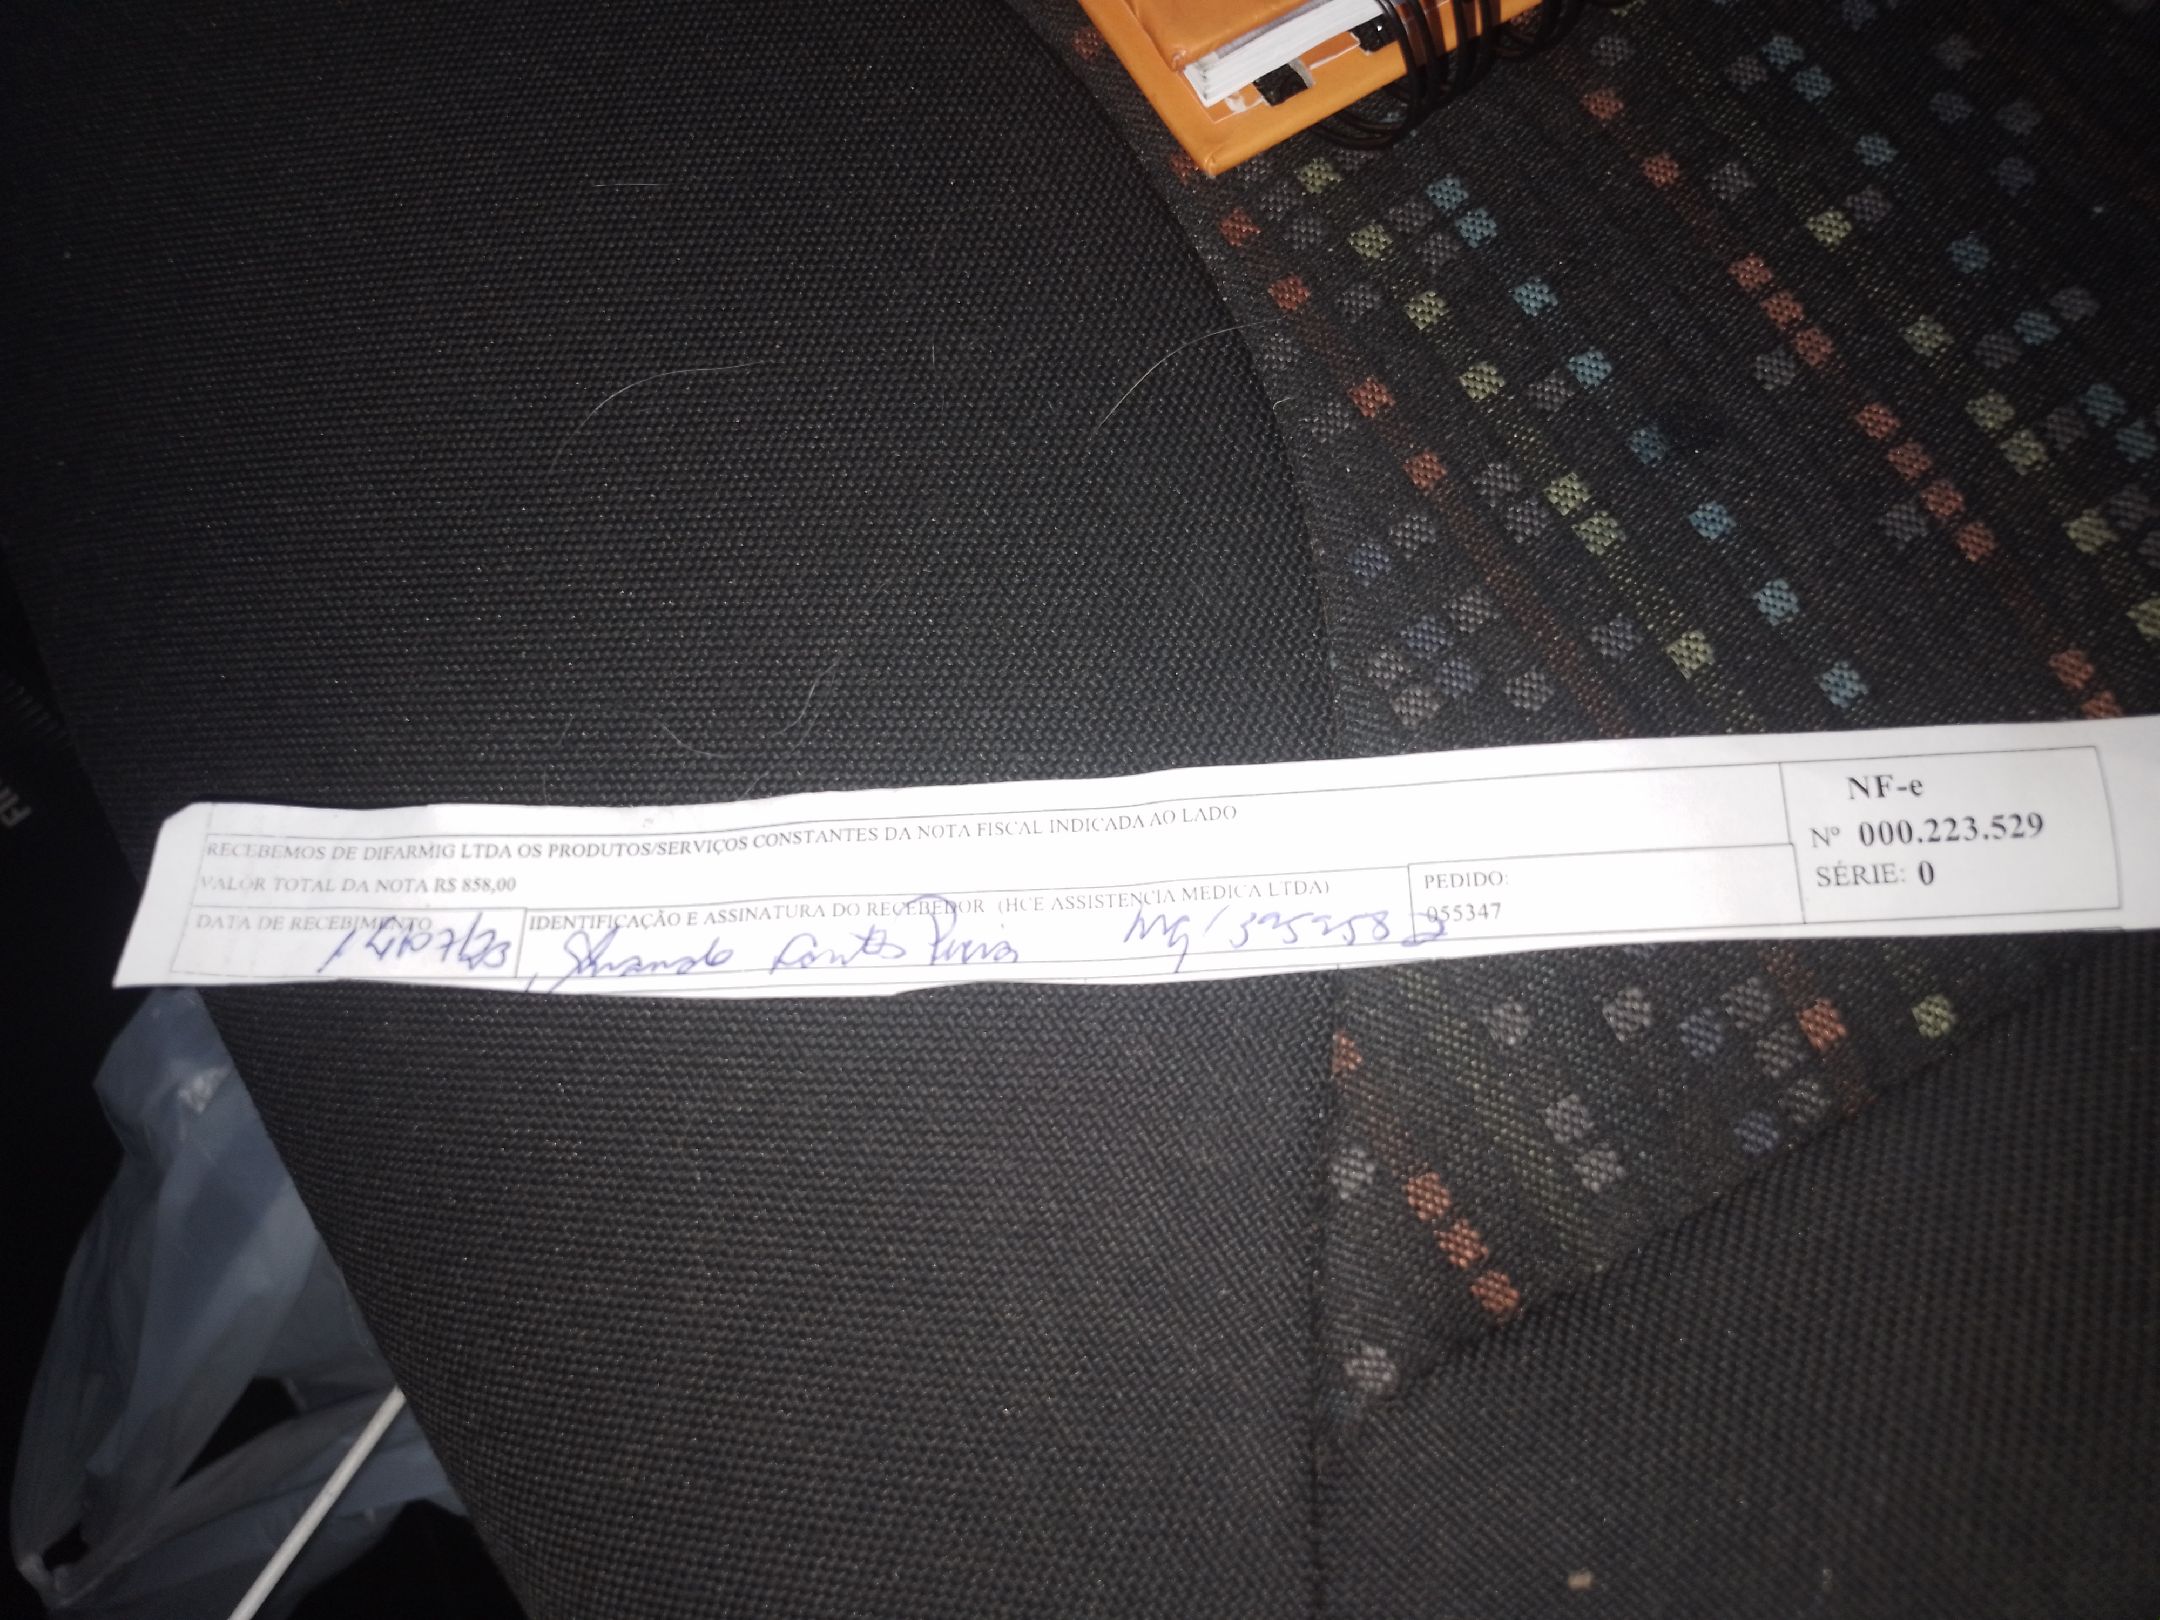 RECEBEMOS DE DIFARMIG LTDA OS PRODUTOS/SERVIÇOS CONSTANTES DA NOTA FISCAL INDICADA AO LADO
VALOR TOTAL DA NOTA R$ 858,00
DATA DE RECEBIMENTO
IDENTIFICAÇÃO E ASSINATURA DO RECEBEDOR (HCE ASSISTENCIA MEDICA LTDA)
PEDIDO:
055347
NF-e
Nº 000.223.529
SÉRIE: 0